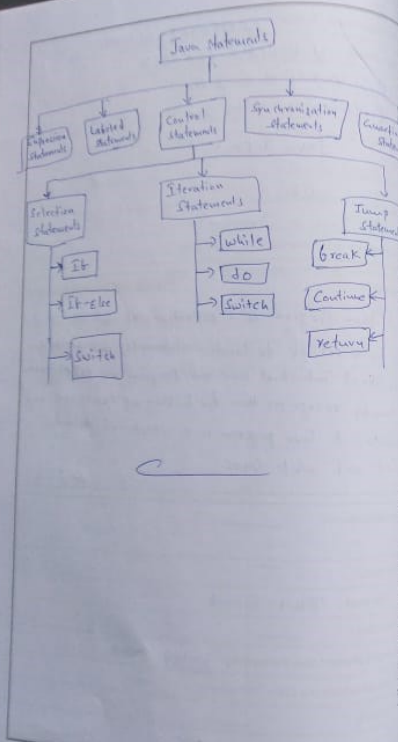 Java Statements
Expression
Statements
Labeled
Statements
Control
Statements
Synchronization
Statements
Selection
Statements
Iteration
Statements
Jump
If
If-Else
Switch
while
do
Switch
break
Continue
return